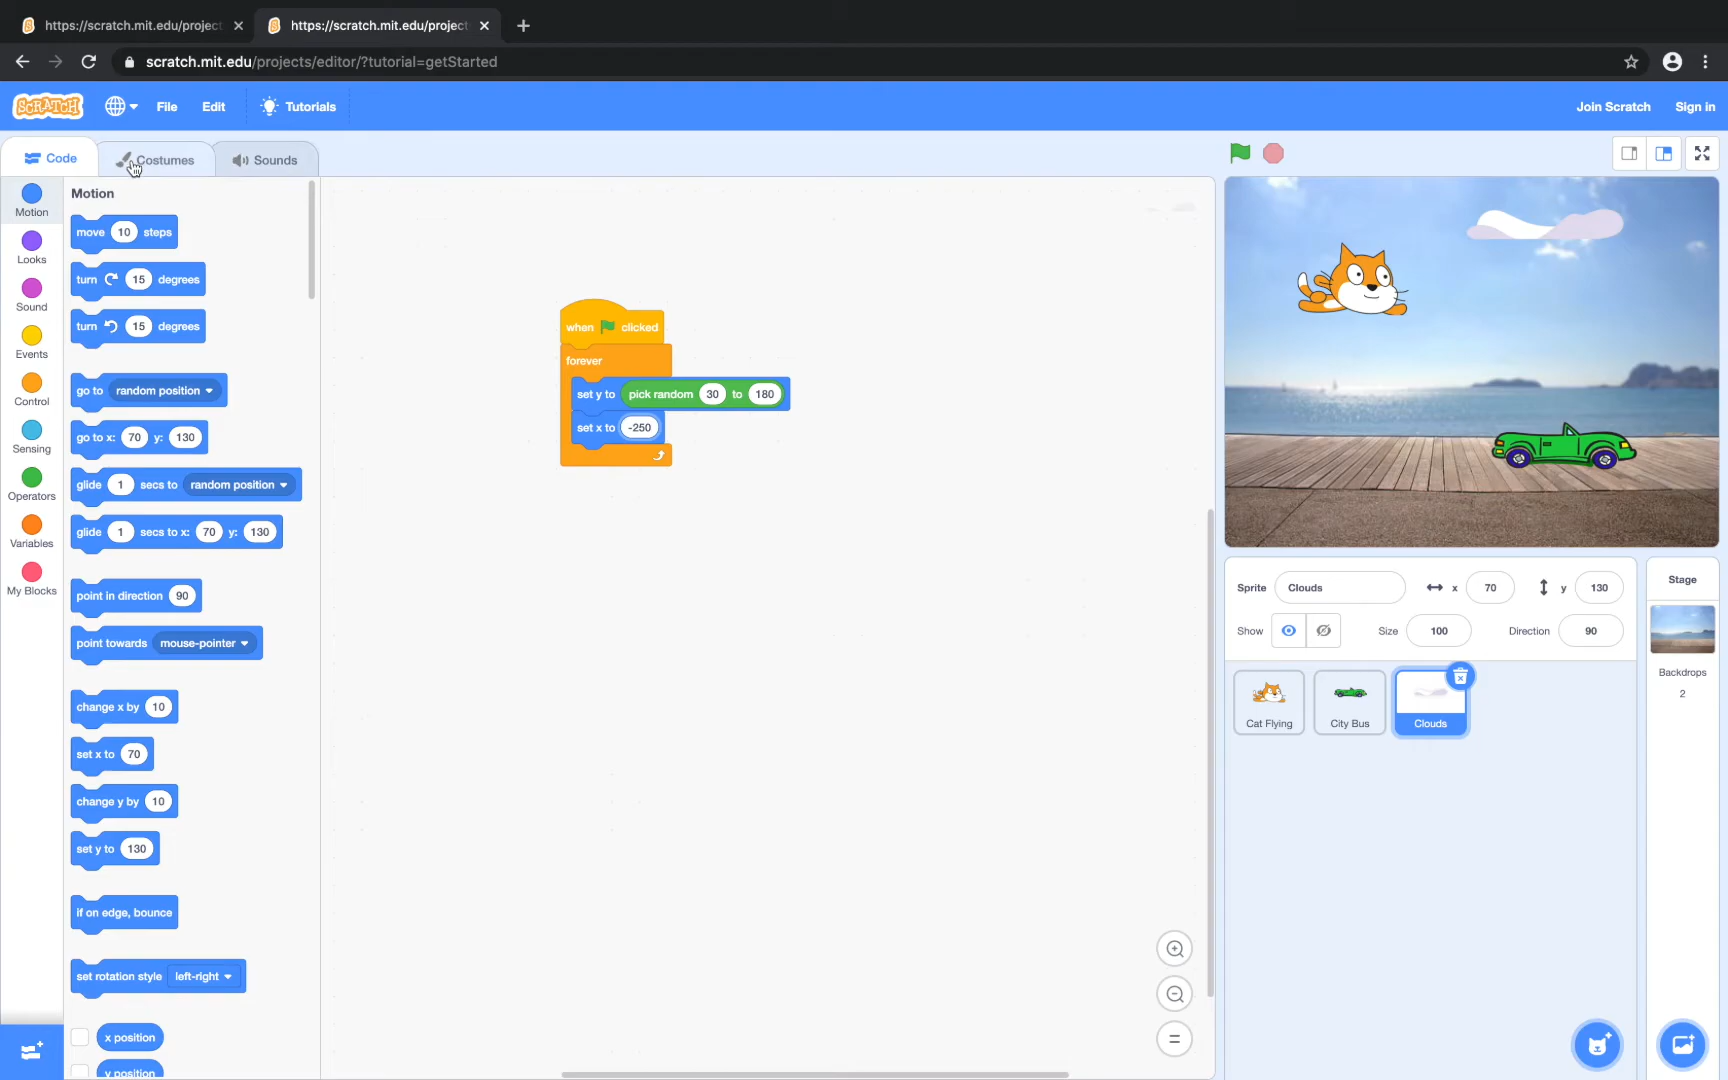 https://scratch.mit.edu/project
https://scratch.mit.edu/project
scratch.mit.edu/projects/editor/?tutorial=getStarted
SCRATCH File Edit Tutorials Join Scratch Sign in
Code Costumes Sounds
Motion
Looks
Sound
Events
Control
Sensing
Operators
Variables
My Blocks
Motion
move 10 steps
turn 15 degrees
turn 15 degrees
go to random position
go to x: 70 y: 130
glide 1 secs to random position
glide 1 secs to x: 70 y: 130
point in direction 90
point towards mouse-pointer
change x by 10
set x to 70
change y by 10
set y to 130
if on edge, bounce
set rotation style left-right
x position
y position
when clicked
forever
set y to pick random 30 to 180
set x to -250
Sprite Clouds x 70 y 130
Show Size 100 Direction 90
Cat Flying
City Bus
Clouds
Stage
Backdrops
2